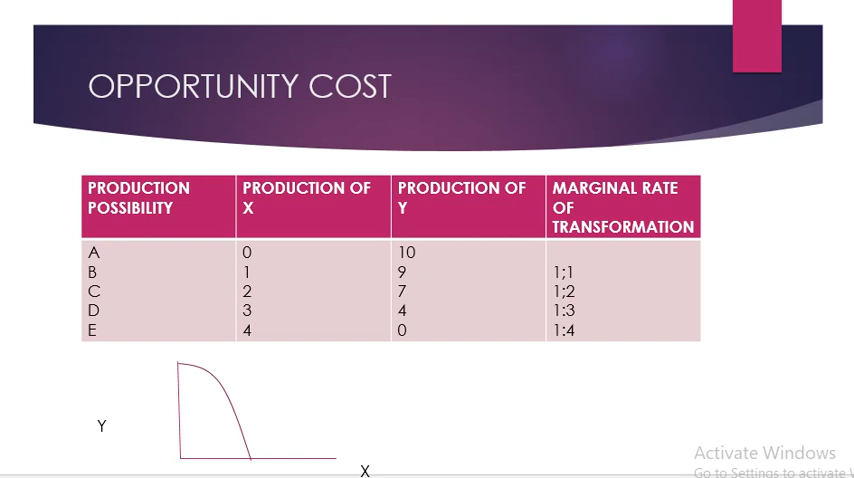 OPPORTUNITY COST
PRODUCTION POSSIBILITY
PRODUCTION OF X
PRODUCTION OF Y
MARGINAL RATE OF TRANSFORMATION
A 0 10
B 1 9 1;1
C 2 7 1;2
D 3 4 1:3
E 4 0 1:4
Y
X
Activate Windows
Go to Settings to activate